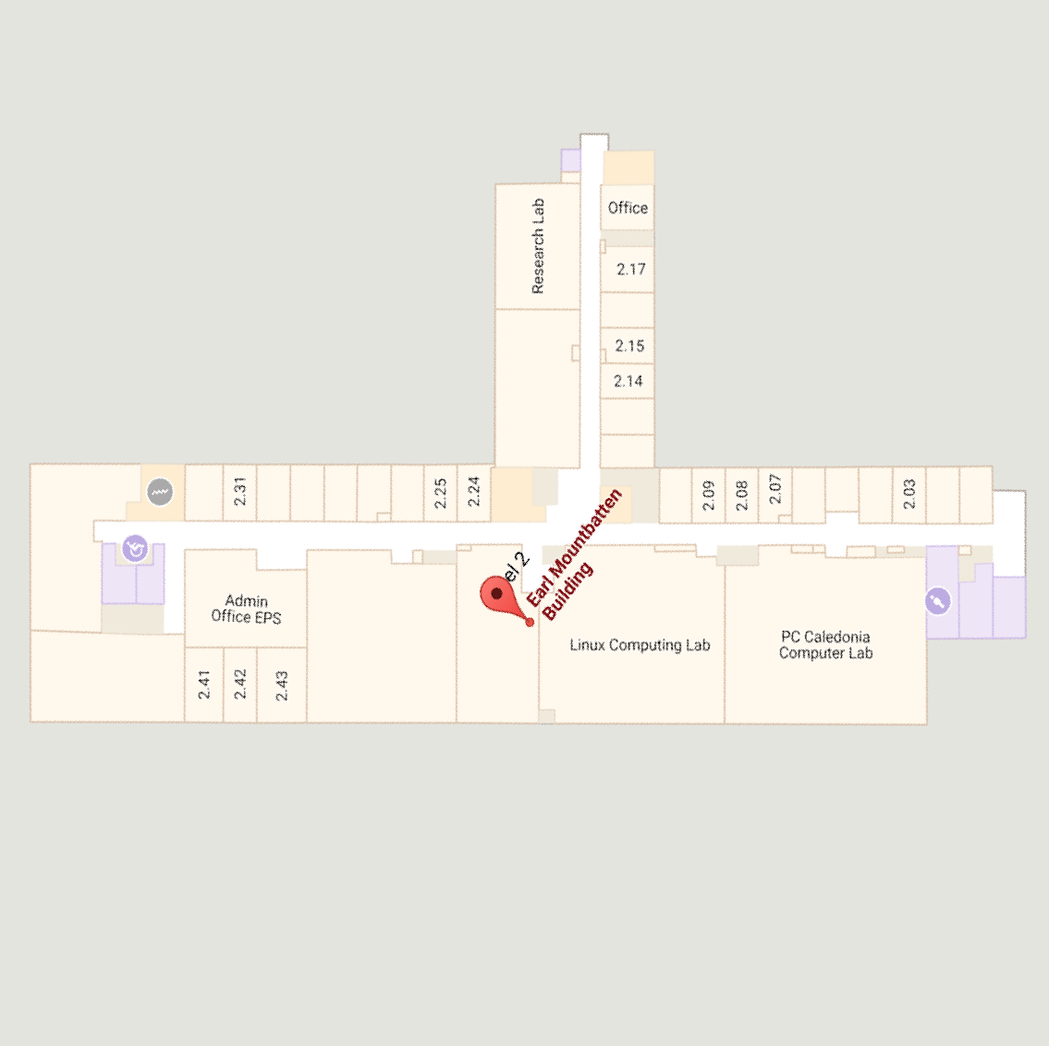 Research Lab
Office
2.17
2.15
2.14
2.31
2.25
2.24
2.09
2.08
2.07
2.03
el 2
Earl Mountbatten
Building
Admin
Office EPS
Linux Computing Lab
PC Caledonia
Computer Lab
2.41
2.42
2.43